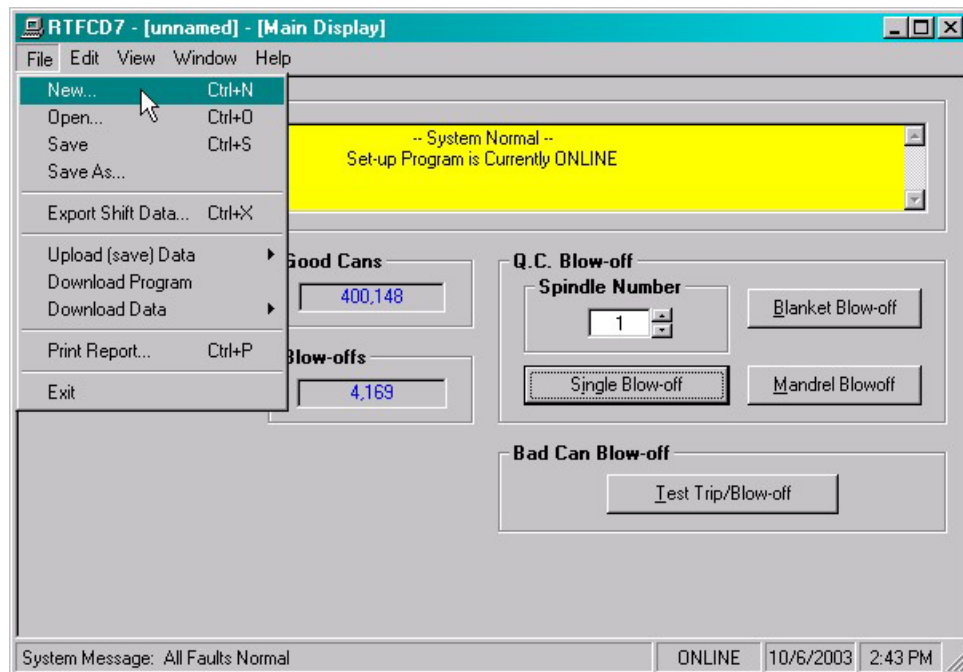 RTFCD7 - [unnamed] - [Main Display]
File Edit View Window Help
New... Ctrl+N
Open... Ctrl+O
Save Ctrl+S
Save As...
Export Shift Data... Ctrl+X
Upload (save) Data
Download Program
Download Data
Print Report... Ctrl+P
Exit
-- System Normal --
Set-up Program is Currently ONLINE
Good Cans
400,148
Blow-offs
4,169
Q.C. Blow-off
Spindle Number
1
Blanket Blow-off
Single Blow-off
Mandrel Blowoff
Bad Can Blow-off
Test Trip/Blow-off
System Message: All Faults Normal
ONLINE
10/6/2003
2:43 PM